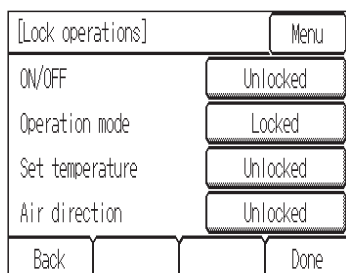 [Lock operations] Menu
ON/OFF Unlocked
Operation mode Locked
Set temperature Unlocked
Air direction Unlocked
Back Done